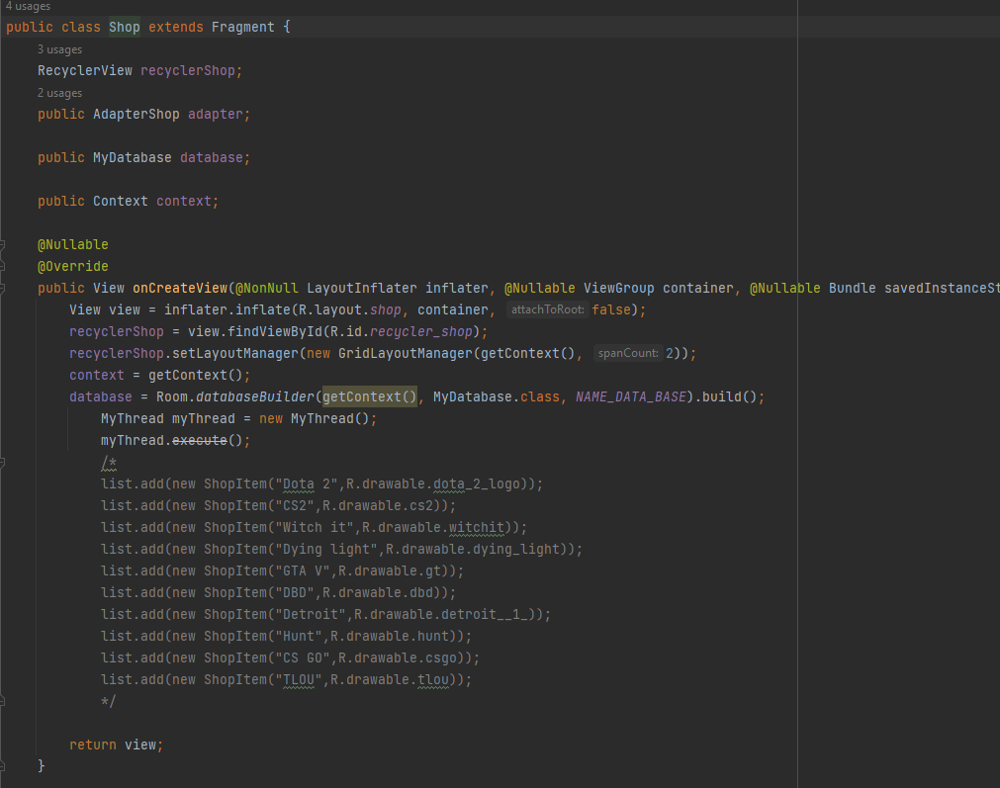 4 usages
public class Shop extends Fragment {
3 usages
RecyclerView recyclerShop;
2 usages
public AdapterShop adapter;
public MyDatabase database;
public Context context;
@Nullable
@Override
public View onCreateView(@NonNull LayoutInflater inflater, @Nullable ViewGroup container, @Nullable Bundle savedInstanceSt
View view = inflater.inflate(R.layout.shop, container, attachToRoot: false);
recyclerShop = view.findViewById(R.id.recycler_shop);
recyclerShop.setLayoutManager(new GridLayoutManager(getContext(), spanCount: 2));
context = getContext();
database = Room.databaseBuilder(getContext(), MyDatabase.class, NAME_DATA_BASE).build();
MyThread myThread = new MyThread();
myThread.execute();
/*
list.add(new ShopItem("Dota 2",R.drawable.dota_2_logo));
list.add(new ShopItem("CS2",R.drawable.cs2));
list.add(new ShopItem("Witch it",R.drawable.witchit));
list.add(new ShopItem("Dying light",R.drawable.dying_light));
list.add(new ShopItem("GTA V",R.drawable.gt));
list.add(new ShopItem("DBD",R.drawable.dbd));
list.add(new ShopItem("Detroit",R.drawable.detroit__1_));
list.add(new ShopItem("Hunt",R.drawable.hunt));
list.add(new ShopItem("CS GO",R.drawable.csgo));
list.add(new ShopItem("TLOU",R.drawable.tlou));
*/
return view;
}